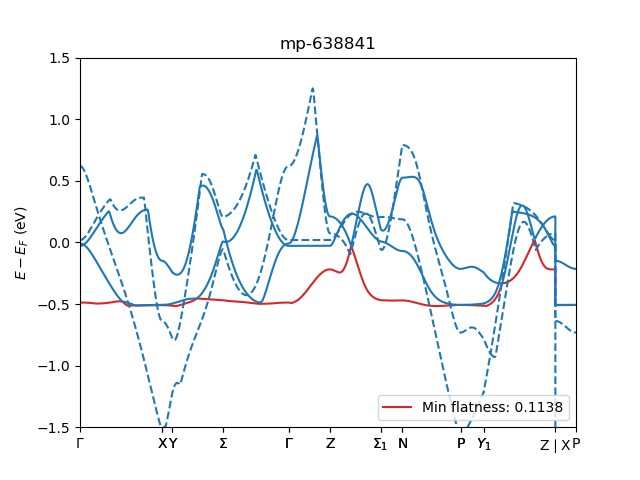 mp-638841
E − E_F (eV)
1.5
1.0
0.5
0.0
−0.5
−1.0
−1.5
Min flatness: 0.1138
Γ X Y Σ Γ Z Σ₁ N P Y₁ Z | X P